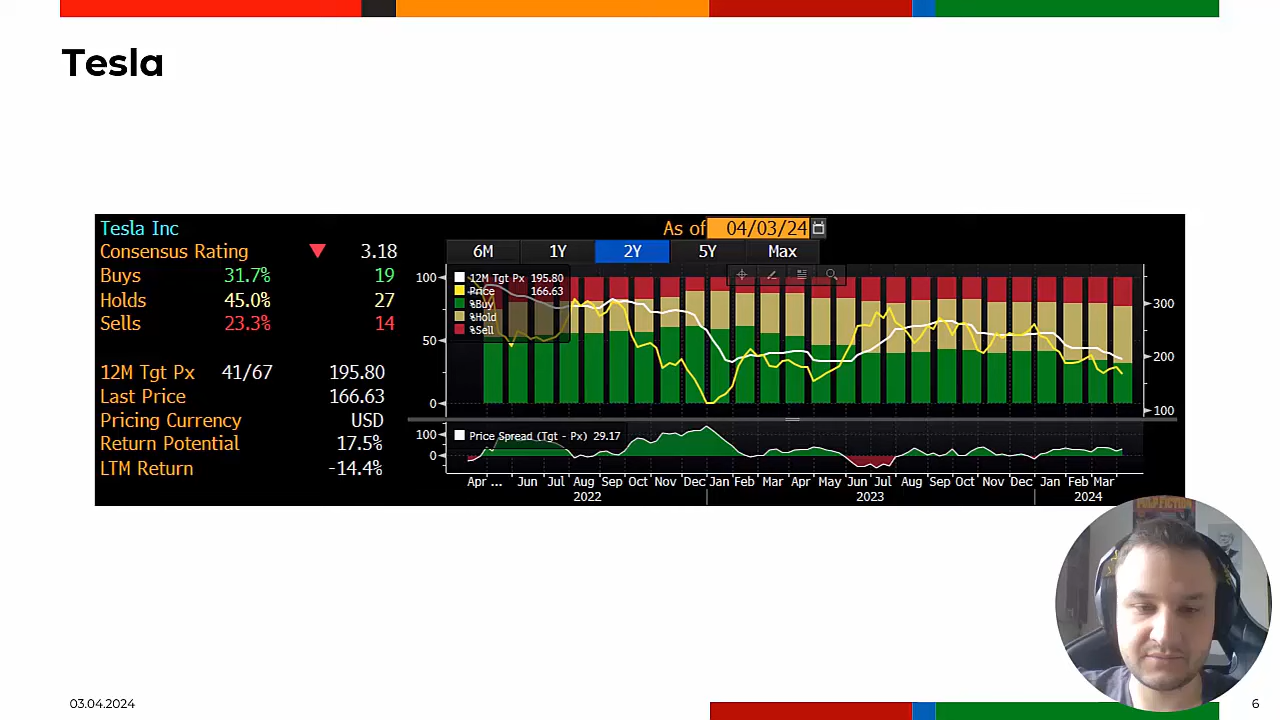 Tesla
Tesla Inc
As of 04/03/24
Consensus Rating 3.18
6M 1Y 2Y 5Y Max
Buys 31.7% 19
Holds 45.0% 27
Sells 23.3% 14
12M Tgt Px 41/67 195.80
Last Price 166.63
Pricing Currency USD
Return Potential 17.5%
LTM Return -14.4%
12M Tgt Px 195.80
Price 166.63
%Buy
%Hold
%Sell
100
50
0
300
200
100
Price Spread (Tgt - Px) 29.17
100
0
Apr ... Jun Jul Aug Sep Oct Nov Dec Jan Feb Mar Apr May Jun Jul Aug Sep Oct Nov Dec Jan Feb Mar
2022 2023 2024
PULP FICTION
03.04.2024
6